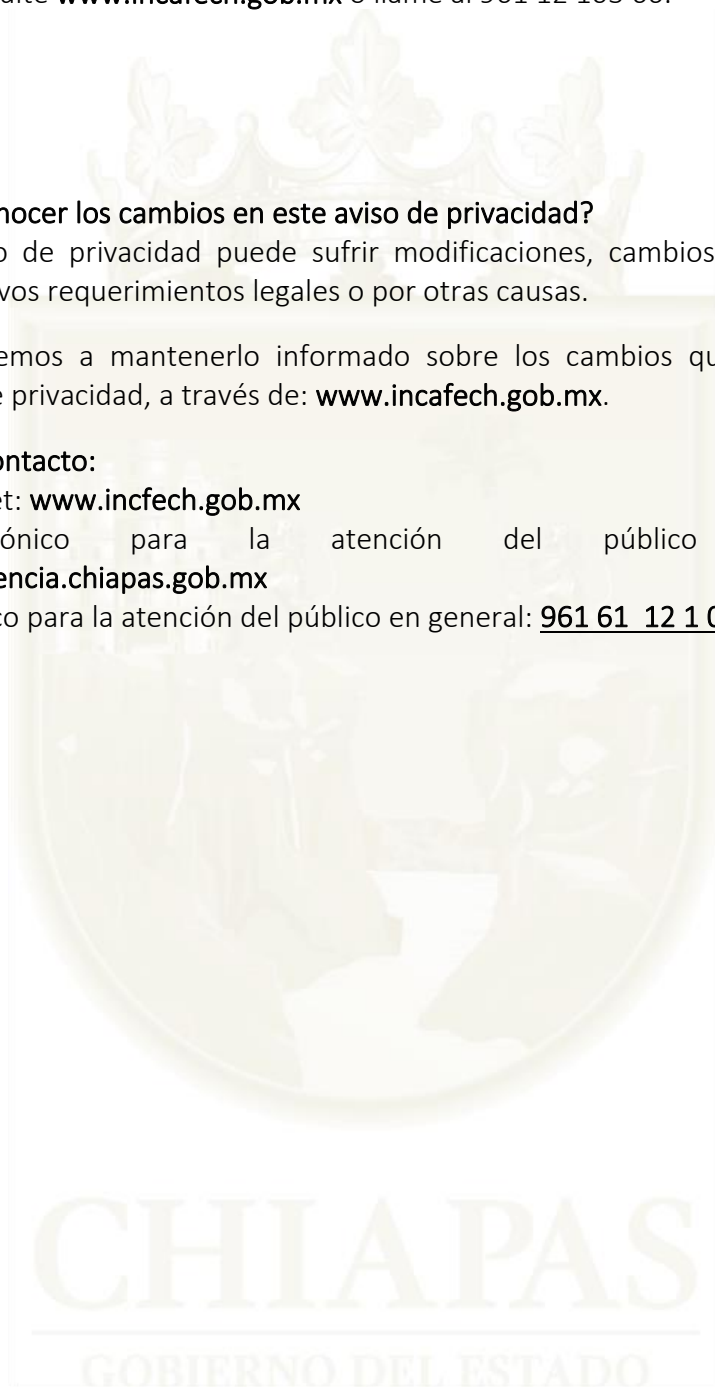 www.incafech.gob.mx o llame al 961 12 105 66.
nocer los cambios en este aviso de privacidad?
o de privacidad puede sufrir modificaciones, cambios
vos requerimientos legales o por otras causas.
emos a mantenerlo informado sobre los cambios qu
e privacidad, a través de: www.incafech.gob.mx.
ontacto:
et: www.incfech.gob.mx
ónico para la atención del público
encia.chiapas.gob.mx
co para la atención del público en general: 961 61 12 1 0
CHIAPAS
GOBIERNO DEL ESTADO